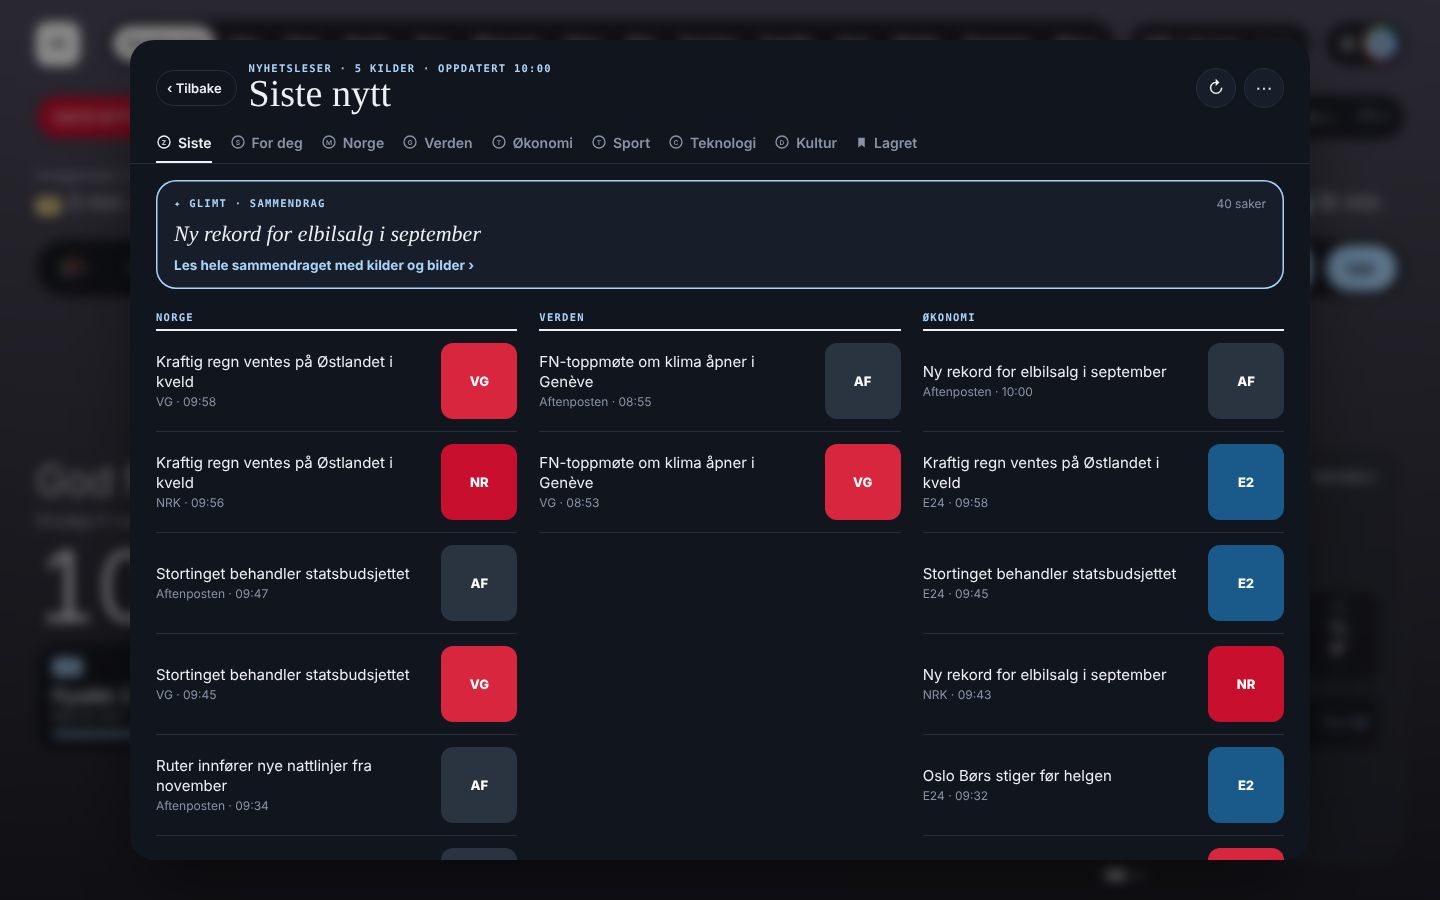 NYHETSLESER · 5 KILDER · OPPDATERT 10:00
‹ Tilbake
Siste nytt
Siste
For deg
Norge
Verden
Økonomi
Sport
Teknologi
Kultur
Lagret
✦ GLIMT · SAMMENDRAG
40 saker
Ny rekord for elbilsalg i september
Les hele sammendraget med kilder og bilder ›
NORGE
Kraftig regn ventes på Østlandet i
kveld
VG · 09:58
VG
Kraftig regn ventes på Østlandet i
kveld
NRK · 09:56
NR
Stortinget behandler statsbudsjettet
Aftenposten · 09:47
AF
Stortinget behandler statsbudsjettet
VG · 09:45
VG
Ruter innfører nye nattlinjer fra
november
Aftenposten · 09:34
AF
VERDEN
FN-toppmøte om klima åpner i
Genève
Aftenposten · 08:55
AF
FN-toppmøte om klima åpner i
Genève
VG · 08:53
VG
ØKONOMI
Ny rekord for elbilsalg i september
Aftenposten · 10:00
AF
Kraftig regn ventes på Østlandet i
kveld
E24 · 09:58
E2
Stortinget behandler statsbudsjettet
E24 · 09:45
E2
Ny rekord for elbilsalg i september
NRK · 09:43
NR
Oslo Børs stiger før helgen
E24 · 09:32
E2
God
10